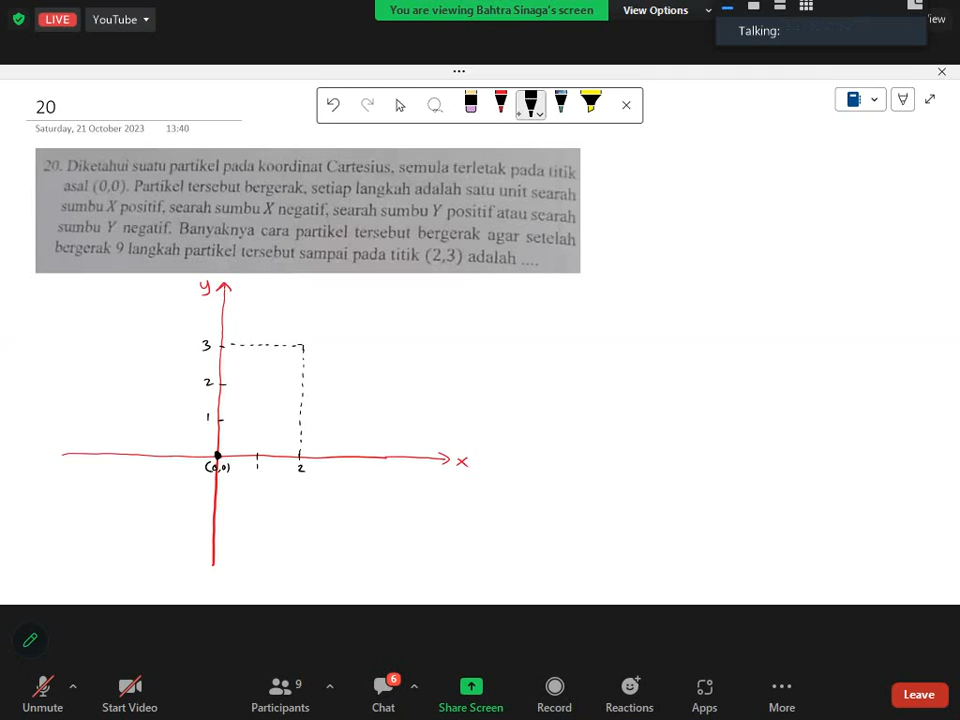 LIVE
YouTube
You are viewing Bahtra Sinaga's screen
View Options
View
Talking:
20
Saturday, 21 October 2023 13:40
20. Diketahui suatu partikel pada koordinat Cartesius, semula terletak pada titik
asal (0,0). Partikel tersebut bergerak, setiap langkah adalah satu unit searah
sumbu X positif, searah sumbu X negatif, searah sumbu Y positif atau searah
sumbu Y negatif. Banyaknya cara partikel tersebut bergerak agar setelah
bergerak 9 langkah partikel tersebut sampai pada titik (2,3) adalah ....
y
3
2
1
x
(0,0) 1 2
9
6
Unmute
Start Video
Participants
Chat
Share Screen
Record
Reactions
Apps
More
Leave